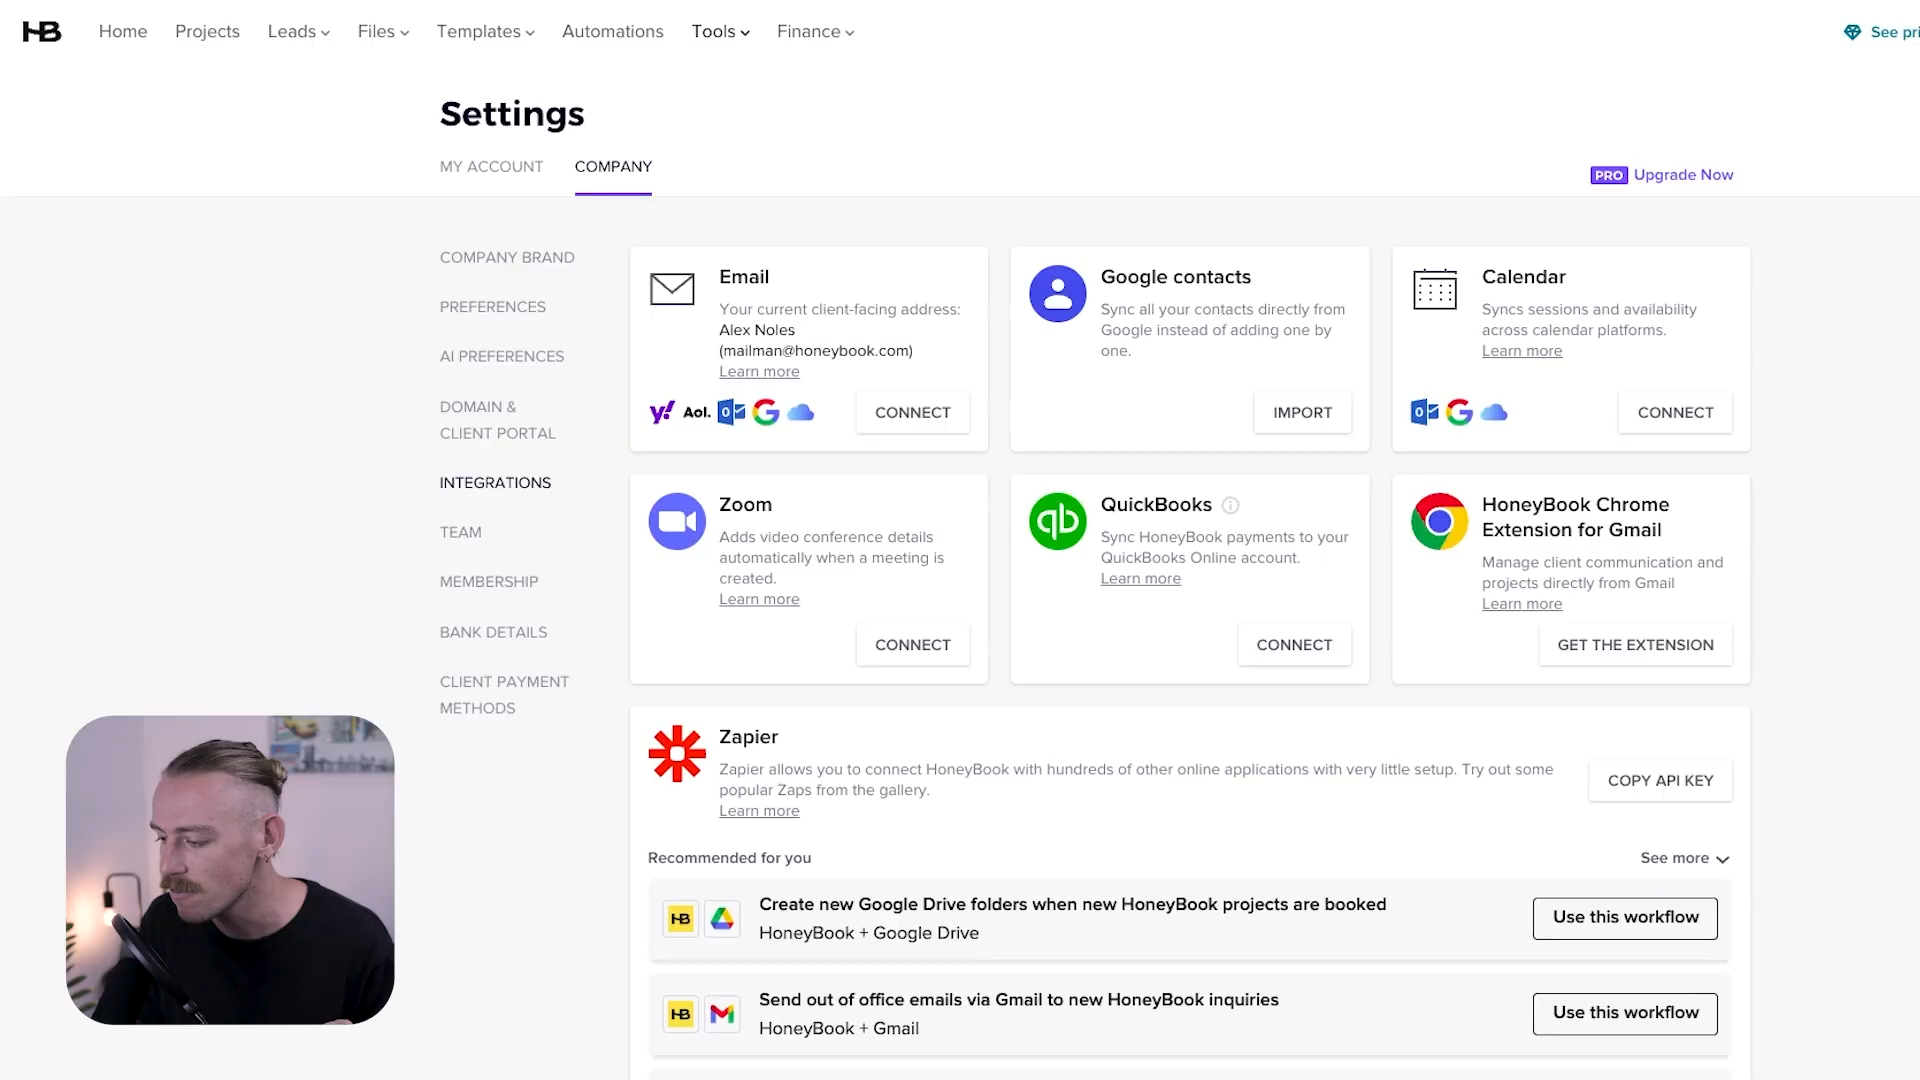 HB
Home
Projects
Leads
Files
Templates
Automations
Tools
Finance
See pri
Settings
MY ACCOUNT
COMPANY
PRO Upgrade Now
COMPANY BRAND
PREFERENCES
AI PREFERENCES
DOMAIN &
CLIENT PORTAL
INTEGRATIONS
TEAM
MEMBERSHIP
BANK DETAILS
CLIENT PAYMENT
METHODS
Email
Your current client-facing address:
Alex Noles
(mailman@honeybook.com)
Learn more
y! Aol.
CONNECT
Google contacts
Sync all your contacts directly from
Google instead of adding one by
one.
IMPORT
Calendar
Syncs sessions and availability
across calendar platforms.
Learn more
CONNECT
Zoom
Adds video conference details
automatically when a meeting is
created.
Learn more
CONNECT
qb
QuickBooks
Sync HoneyBook payments to your
QuickBooks Online account.
Learn more
CONNECT
HoneyBook Chrome
Extension for Gmail
Manage client communication and
projects directly from Gmail
Learn more
GET THE EXTENSION
Zapier
Zapier allows you to connect HoneyBook with hundreds of other online applications with very little setup. Try out some
popular Zaps from the gallery.
Learn more
COPY API KEY
Recommended for you
See more
HB
Create new Google Drive folders when new HoneyBook projects are booked
HoneyBook + Google Drive
Use this workflow
HB
Send out of office emails via Gmail to new HoneyBook inquiries
HoneyBook + Gmail
Use this workflow